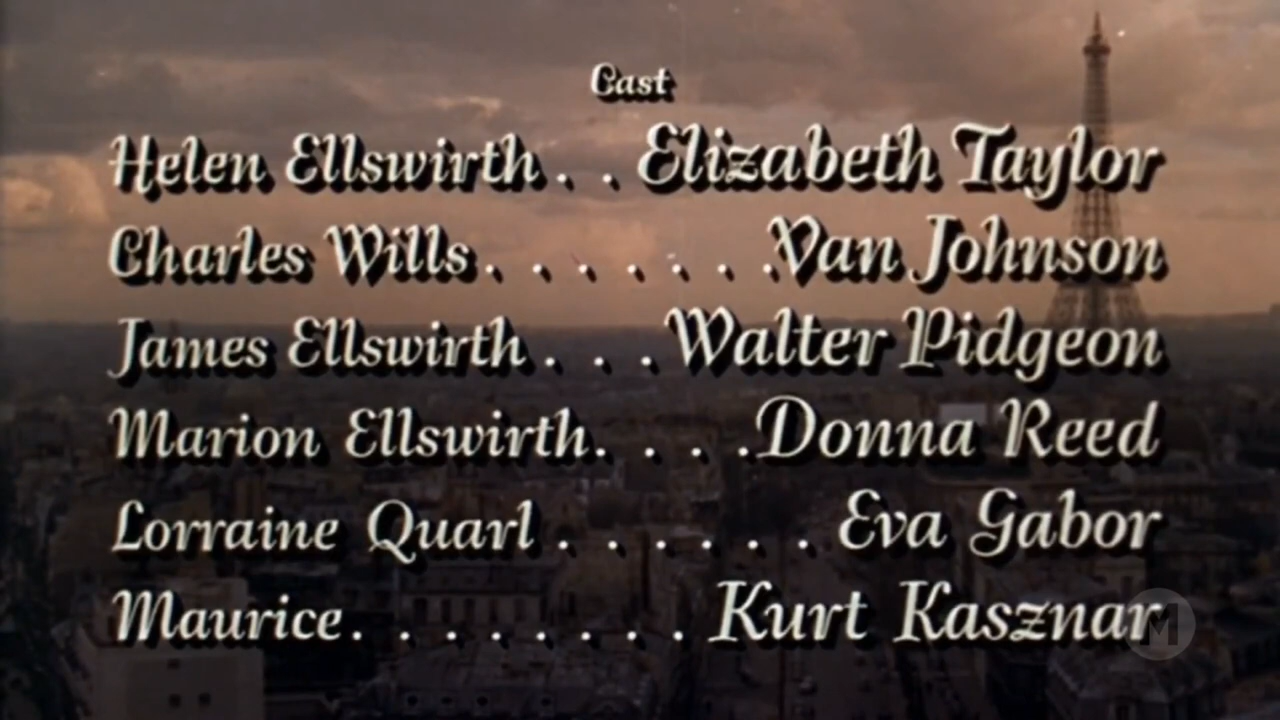 Cast
Helen Ellswirth . . Elizabeth Taylor
Charles Wills . . . . . . . Van Johnson
James Ellswirth . . . Walter Pidgeon
Marion Ellswirth. . . . Donna Reed
Lorraine Quarl . . . . . . Eva Gabor
Maurice. . . . . . . . Kurt Kasznar
M